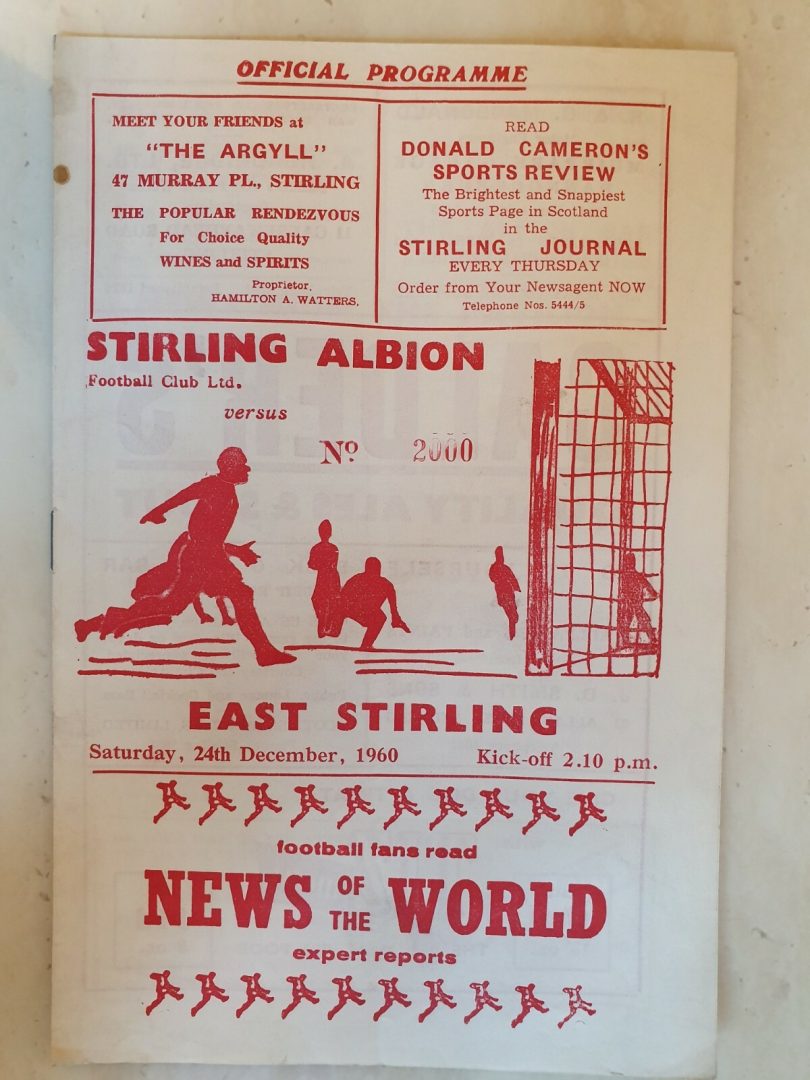 OFFICIAL PROGRAMME
MEET YOUR FRIENDS at
"THE ARGYLL"
47 MURRAY PL., STIRLING
THE POPULAR RENDEZVOUS
For Choice Quality
WINES and SPIRITS
Proprietor,
HAMILTON A. WATTERS.
READ
DONALD CAMERON'S
SPORTS REVIEW
The Brightest and Snappiest
Sports Page in Scotland
in the
STIRLING JOURNAL
EVERY THURSDAY
Order from Your Newsagent NOW
Telephone Nos. 5444/5
STIRLING ALBION
Football Club Ltd.
versus
No 2000
EAST STIRLING
Saturday, 24th December, 1960 Kick-off 2.10 p.m.
football fans read
NEWS OF THE WORLD
expert reports